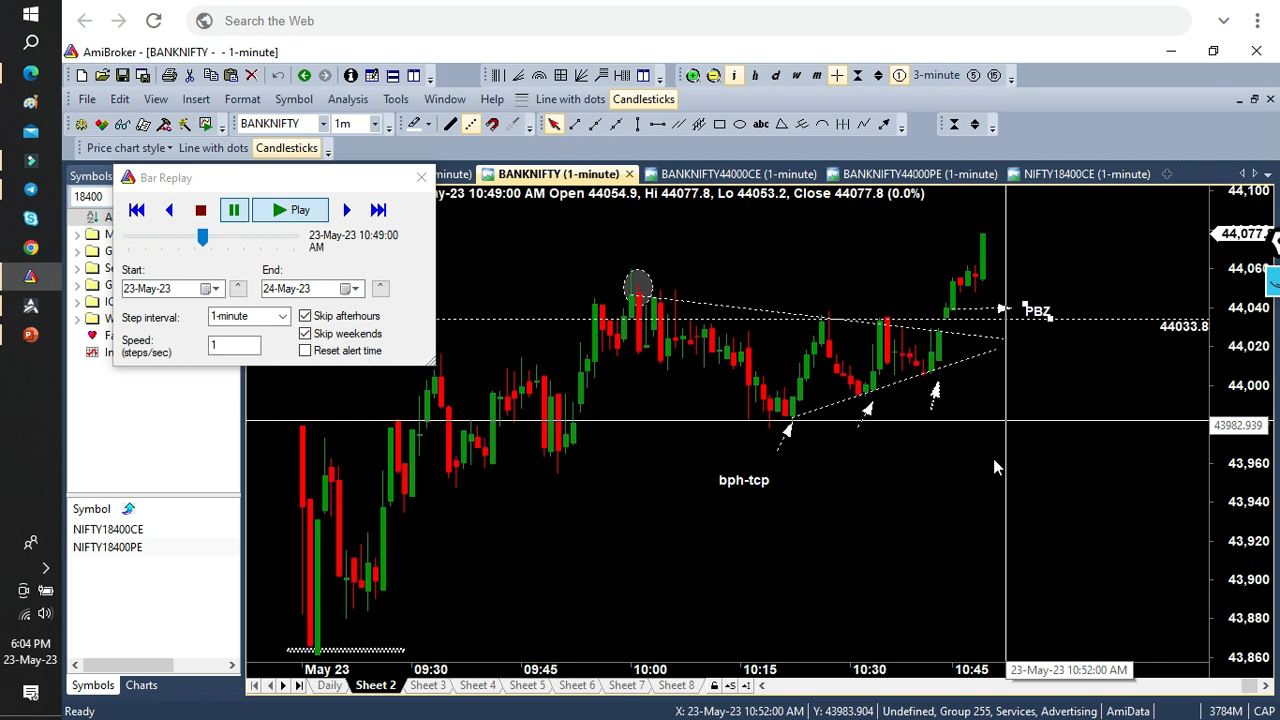 Search the Web
AmiBroker - [BANKNIFTY - - 1-minute]
3-minute
File Edit View Insert Format Symbol Analysis Tools Window Help Line with dots Candlesticks
BANKNIFTY 1m
abc
Price chart style Line with dots Candlesticks
Symbols
Bar Replay
BANKNIFTY (1-minute) BANKNIFTY44000CE (1-minute) BANKNIFTY44000PE (1-minute) NIFTY18400CE (1-minute)
18400
10:49:00 AM Open 44054.9, Hi 44077.8, Lo 44053.2, Close 44077.8 (0.0%)
Play
23-May-23 10:49:00 AM
Start:
End:
23-May-23
24-May-23
Step interval:
1-minute
Skip afterhours
Skip weekends
Speed:
(steps/sec)
1
Reset alert time
44,100
44,077.
44,060
44,040
44033.8
44,020
44,000
43982.939
43,960
43,940
43,920
43,900
43,880
43,860
PBZ
bph-tcp
Symbol
NIFTY18400CE
NIFTY18400PE
May 23 09:30 09:45 10:00 10:15 10:30 10:45
23-May-23 10:52:00 AM
Symbols Charts
Daily Sheet 2 Sheet 3 Sheet 4 Sheet 5 Sheet 6 Sheet 7 Sheet 8
6:04 PM
23-May-23
Ready
X: 23-May-23 10:52:00 AM Y: 43983.904 Undefined, Group 255, Services, Advertising AmiData 3784M CAP